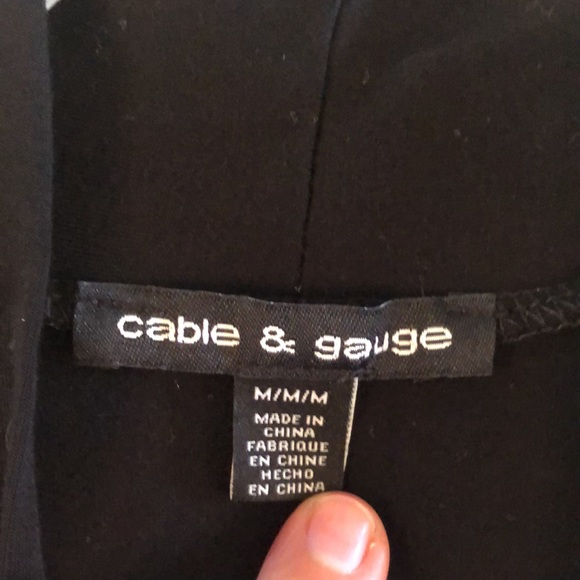 cable & gauge
M/M/M
MADE IN
CHINA
FABRIQUE
EN CHINE
HECHO
EN CHINA